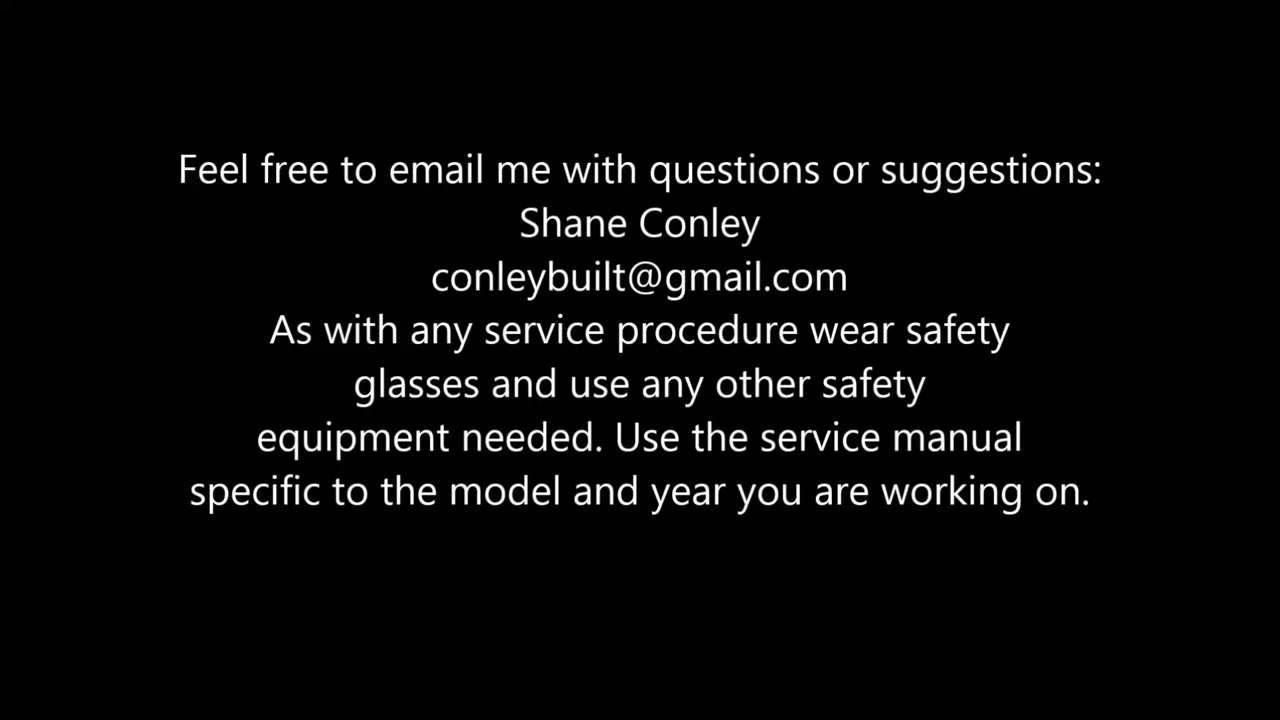 Feel free to email me with questions or suggestions:
Shane Conley
conleybuilt@gmail.com
As with any service procedure wear safety
glasses and use any other safety
equipment needed. Use the service manual
specific to the model and year you are working on.